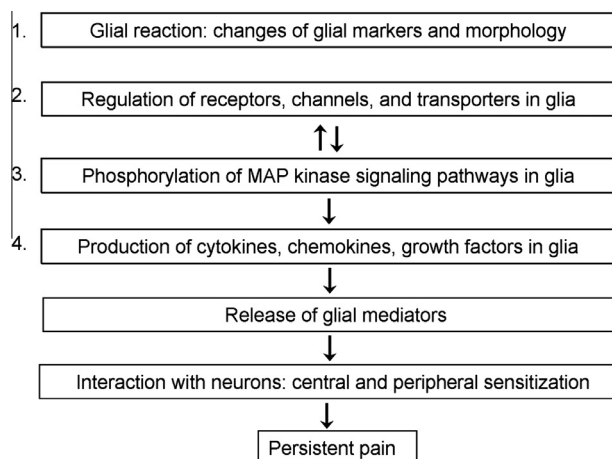 1. Glial reaction: changes of glial markers and morphology
2. Regulation of receptors, channels, and transporters in glia
3. Phosphorylation of MAP kinase signaling pathways in glia
4. Production of cytokines, chemokines, growth factors in glia
Release of glial mediators
Interaction with neurons: central and peripheral sensitization
Persistent pain